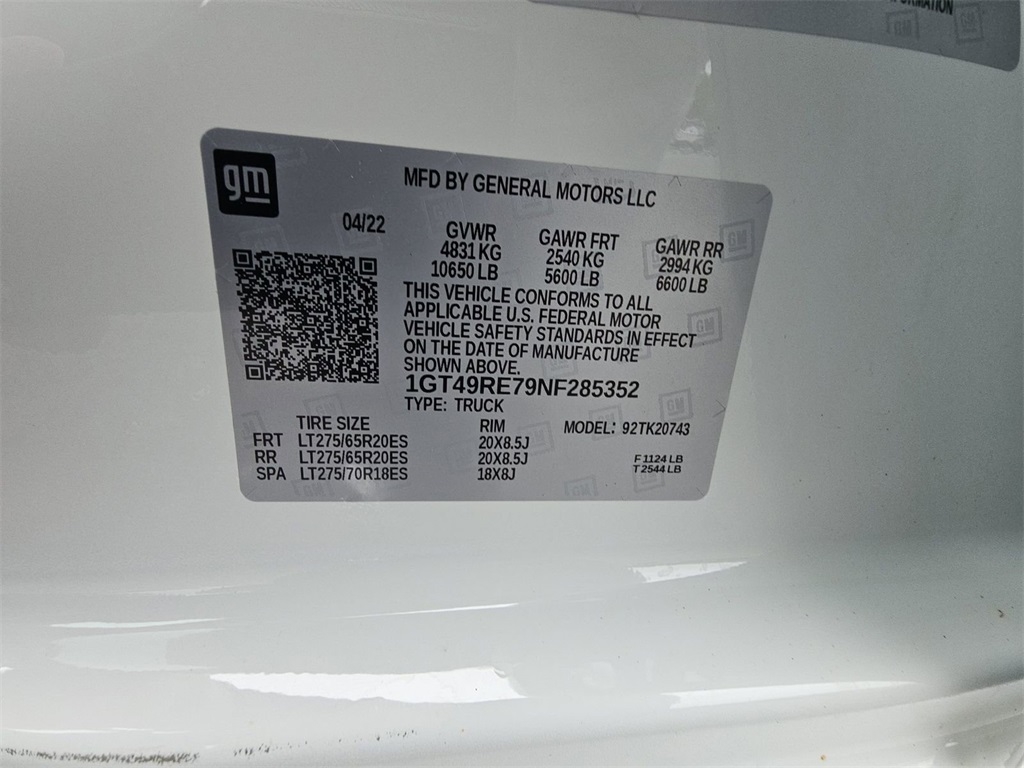 FORMATION
gm
MFD BY GENERAL MOTORS LLC
04/22
GVWR GAWR FRT GAWR RR
4831 KG 2540 KG 2994 KG
10650 LB 5600 LB 6600 LB
THIS VEHICLE CONFORMS TO ALL
APPLICABLE U.S. FEDERAL MOTOR
VEHICLE SAFETY STANDARDS IN EFFECT
ON THE DATE OF MANUFACTURE
SHOWN ABOVE.
1GT49RE79NF285352
TYPE: TRUCK
TIRE SIZE RIM MODEL: 92TK20743
FRT LT275/65R20ES 20X8.5J
RR LT275/65R20ES 20X8.5J F 1124 LB
SPA LT275/70R18ES 18X8J T 2544 LB